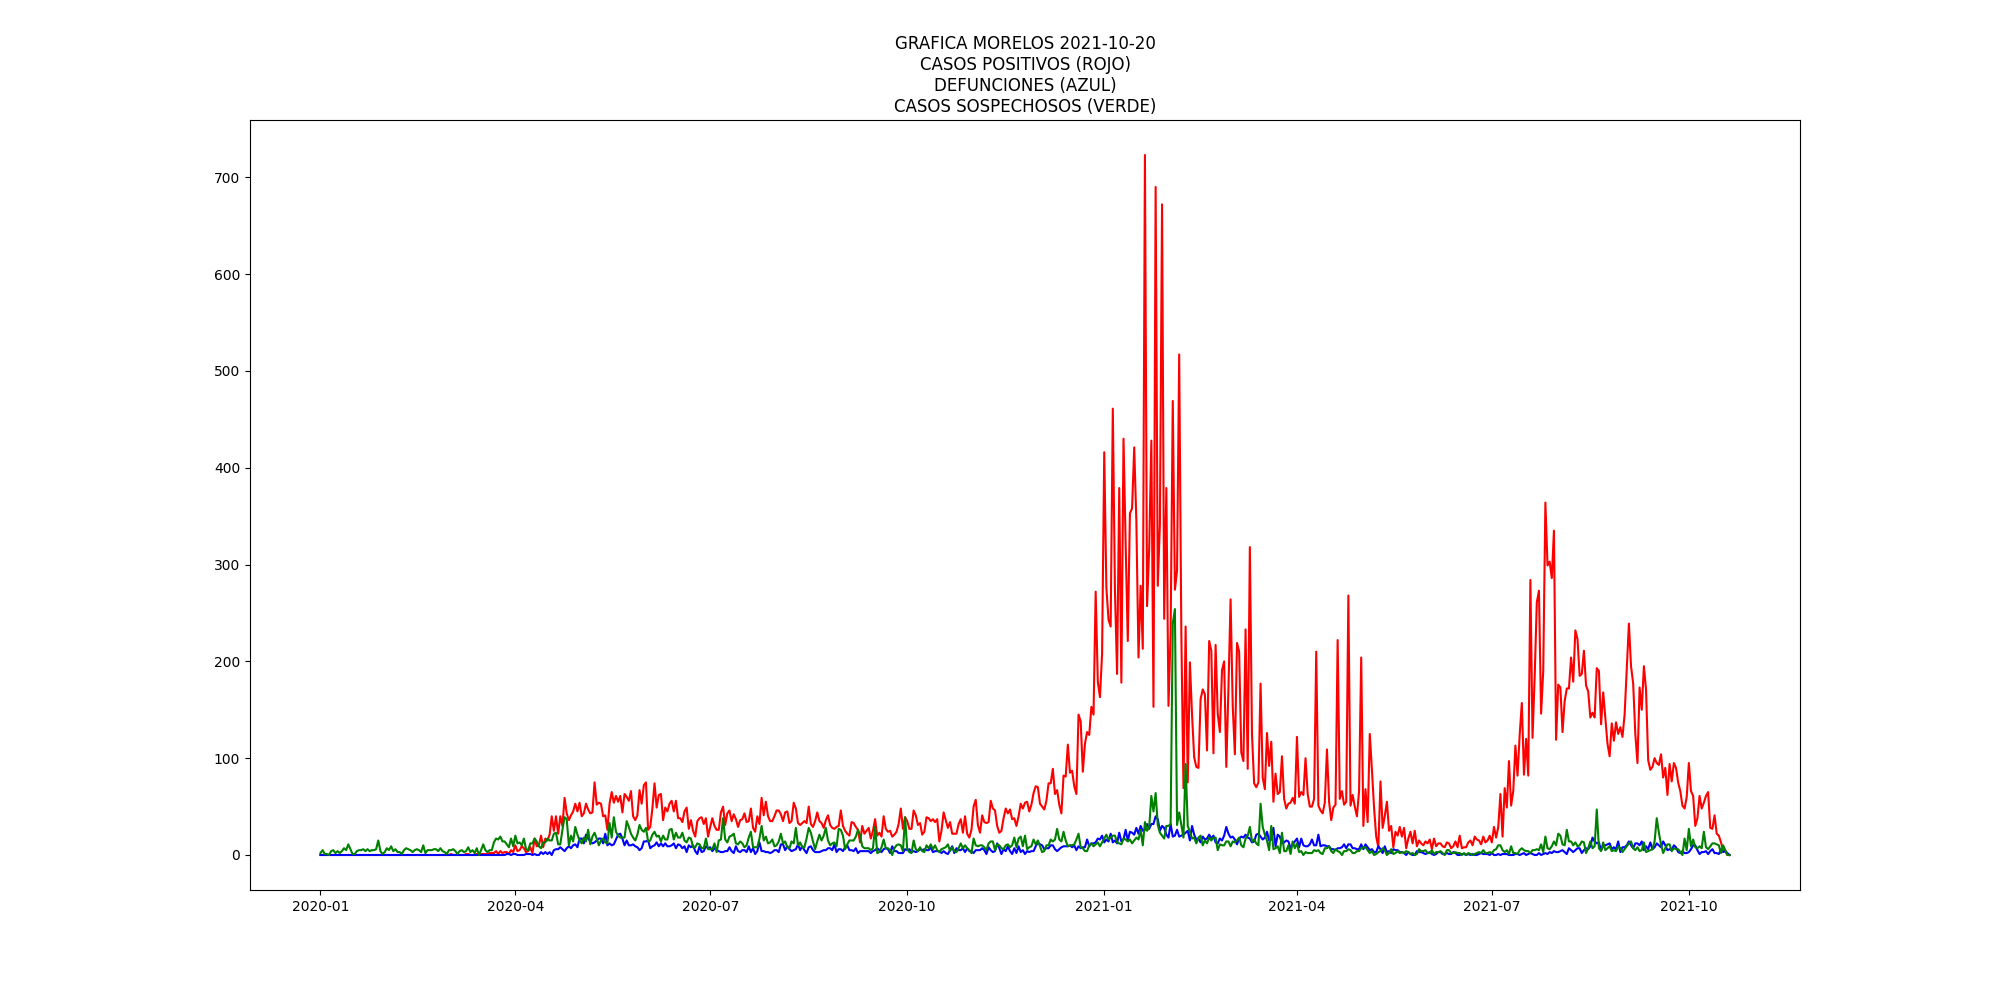 GRAFICA MORELOS 2021-10-20
CASOS POSITIVOS (ROJO)
DEFUNCIONES (AZUL)
CASOS SOSPECHOSOS (VERDE)
700
600
500
400
300
200
100
0
2020-01 2020-04 2020-07 2020-10 2021-01 2021-04 2021-07 2021-10